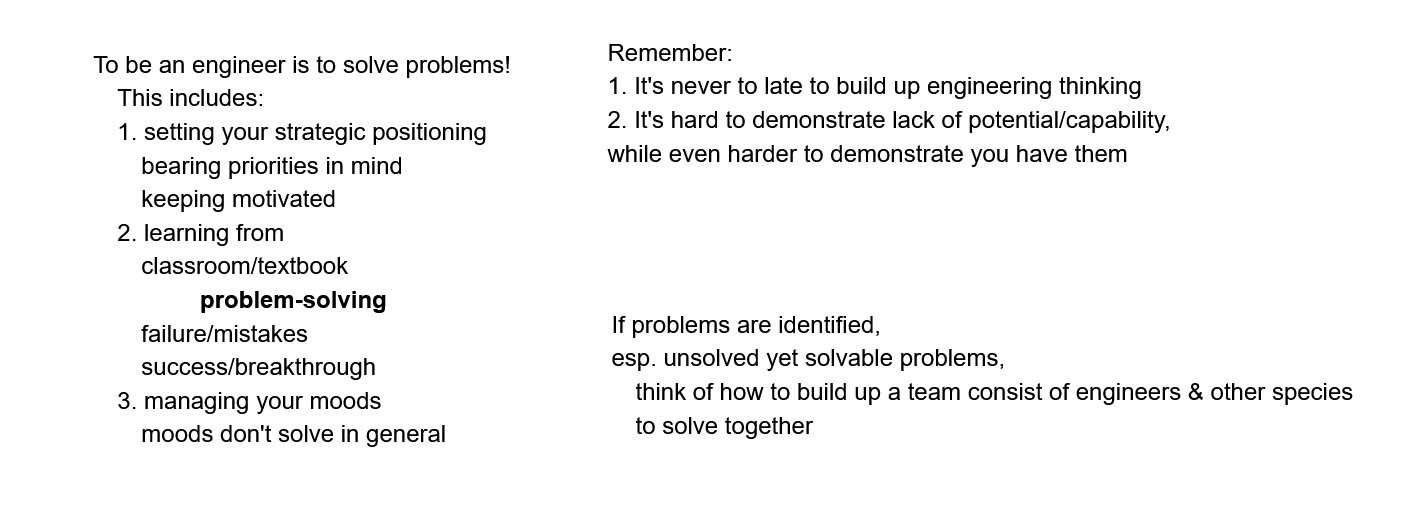 To be an engineer is to solve problems!
This includes:
1. setting your strategic positioning
bearing priorities in mind
keeping motivated
2. learning from
classroom/textbook
problem-solving
failure/mistakes
success/breakthrough
3. managing your moods
moods don't solve in general
Remember:
1. It's never to late to build up engineering thinking
2. It's hard to demonstrate lack of potential/capability,
while even harder to demonstrate you have them
If problems are identified,
esp. unsolved yet solvable problems,
think of how to build up a team consist of engineers & other species
to solve together